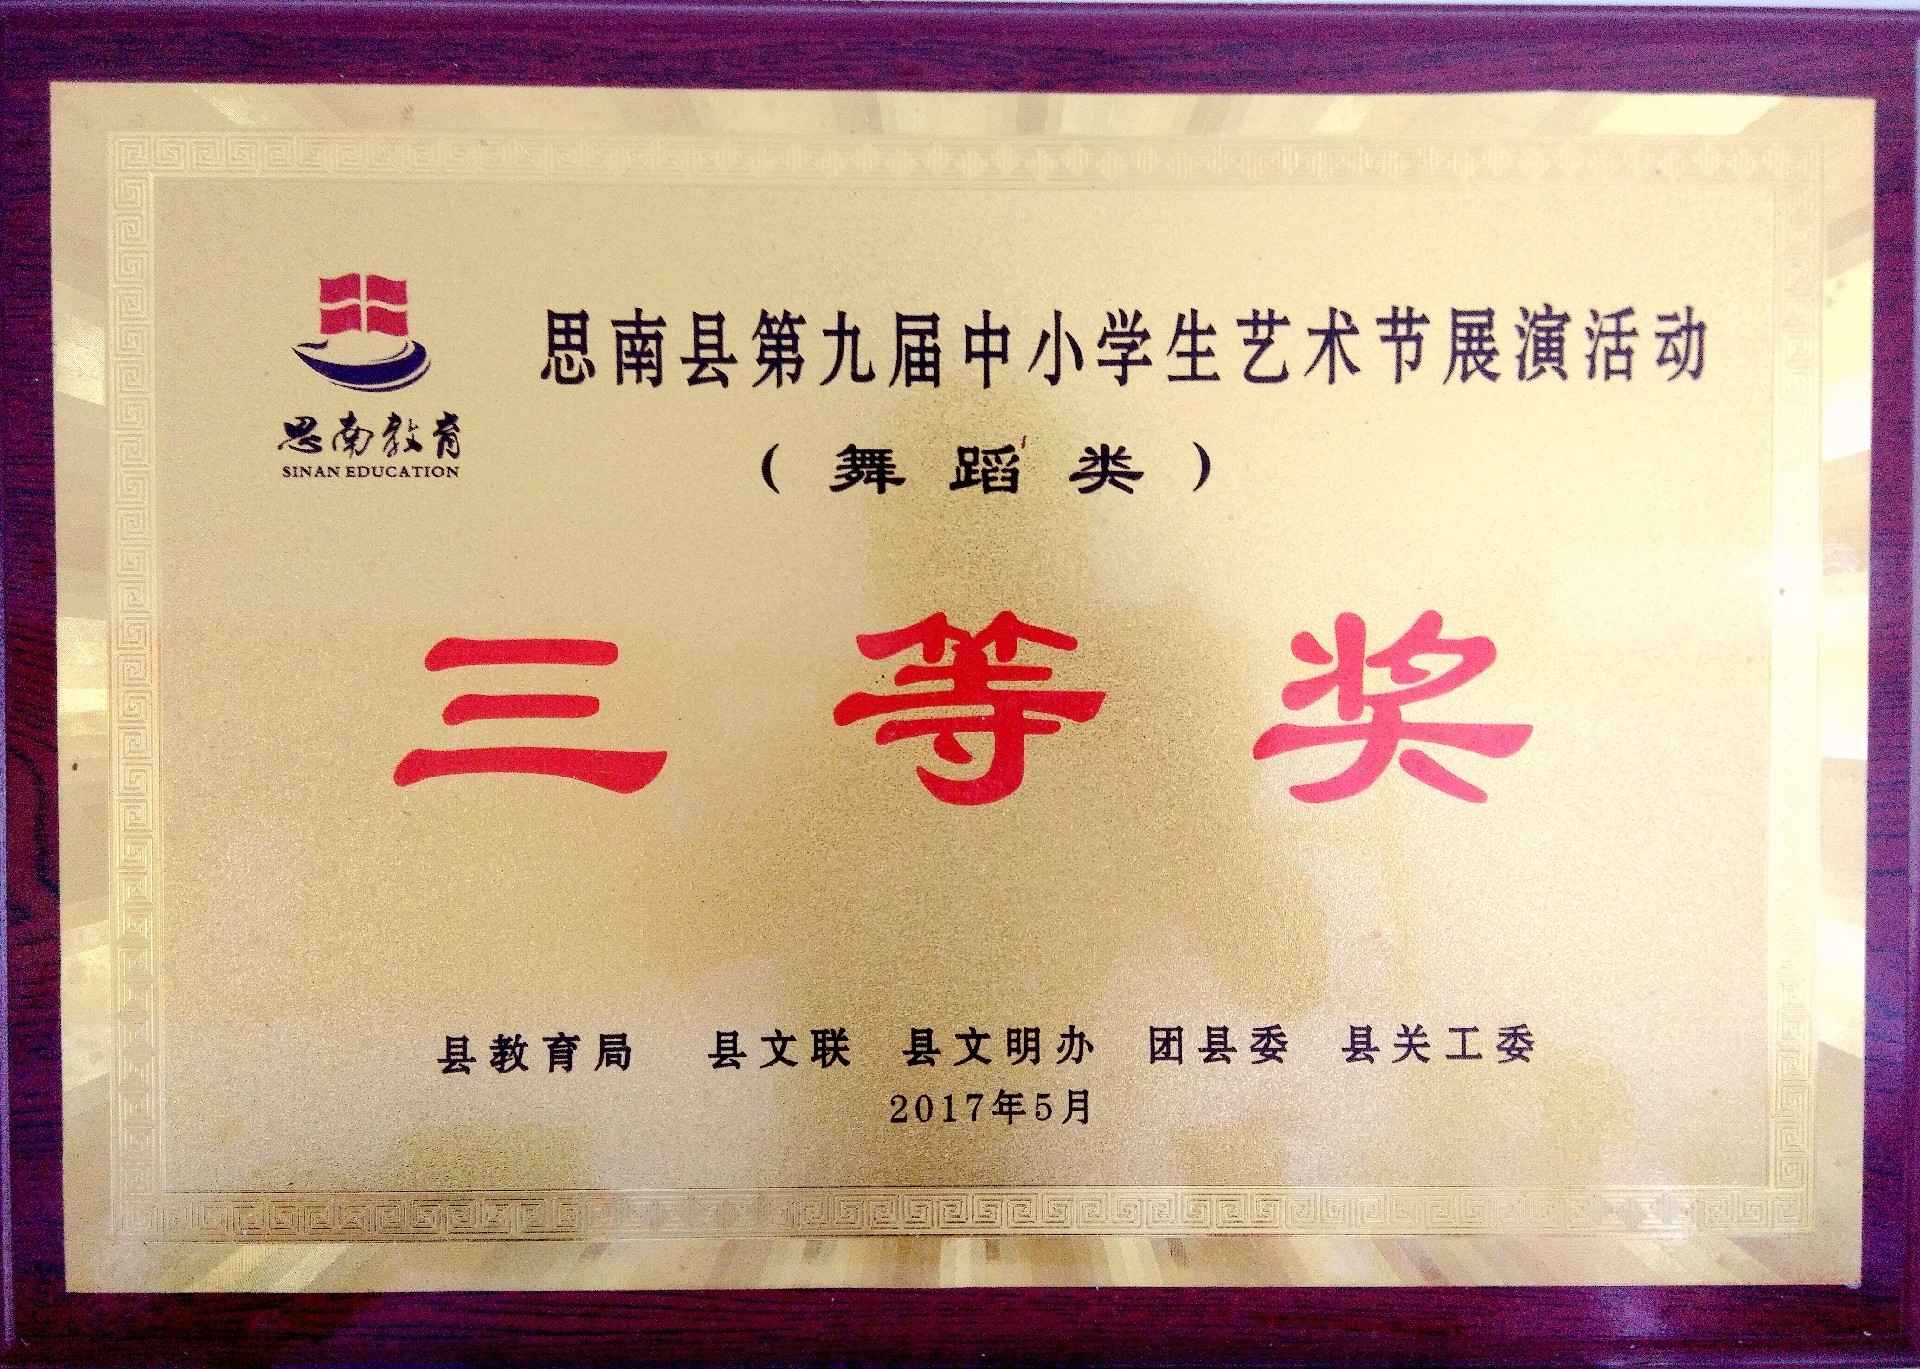 思南教育
SINAN EDUCATION
思南县第九届中小学生艺术节展演活动
（舞蹈类）
三等奖
县教育局 县文联 县文明办 团县委 县关工委
2017年5月